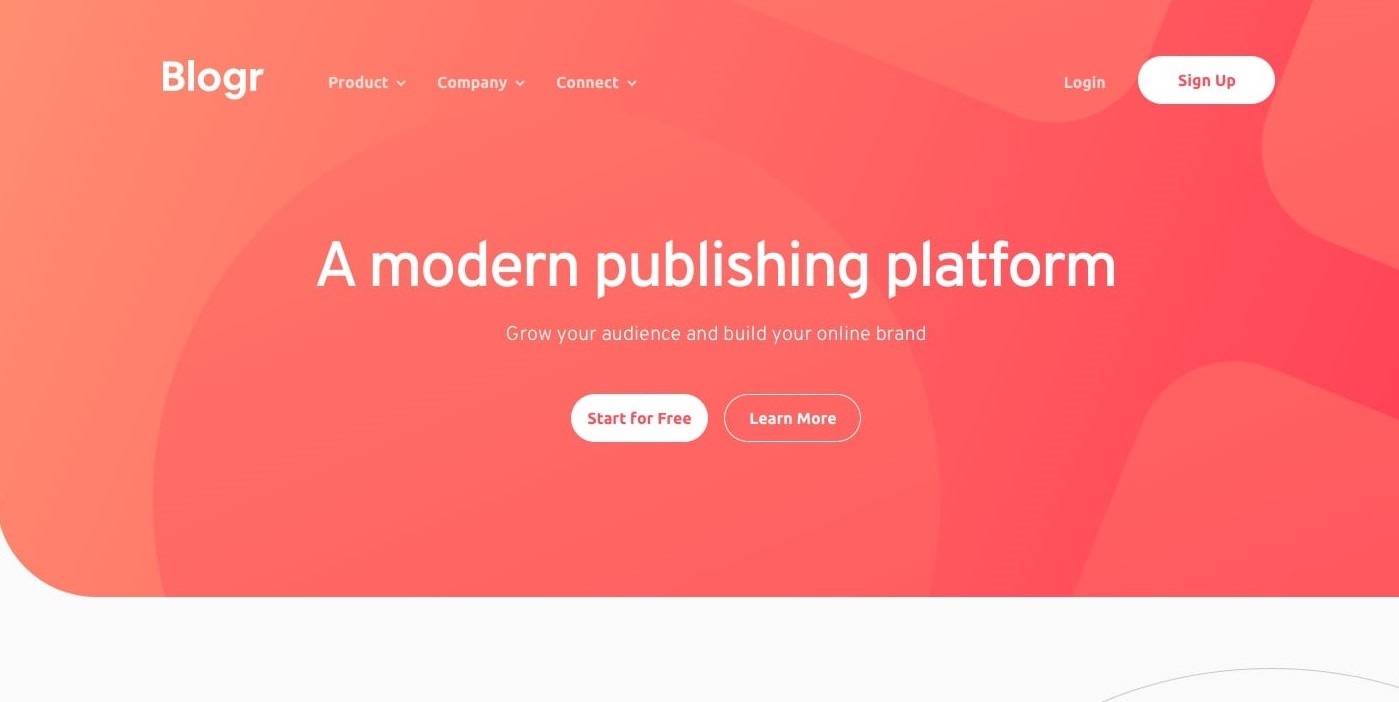 Blogr Product Company Connect Login Sign Up
A modern publishing platform
Grow your audience and build your online brand
Start for Free Learn More